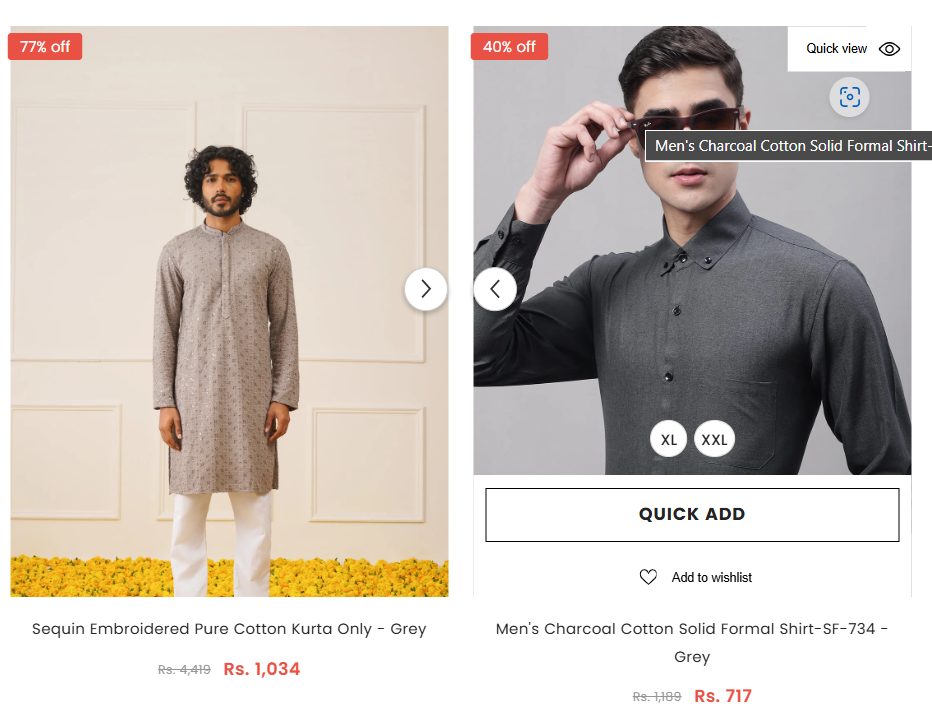 77% off
Sequin Embroidered Pure Cotton Kurta Only - Grey
Rs. 4,419 Rs. 1,034
40% off
Quick view
Men's Charcoal Cotton Solid Formal Shirt-
XL XXL
QUICK ADD
Add to wishlist
Men's Charcoal Cotton Solid Formal Shirt-SF-734 -
Grey
Rs. 1,189 Rs. 717